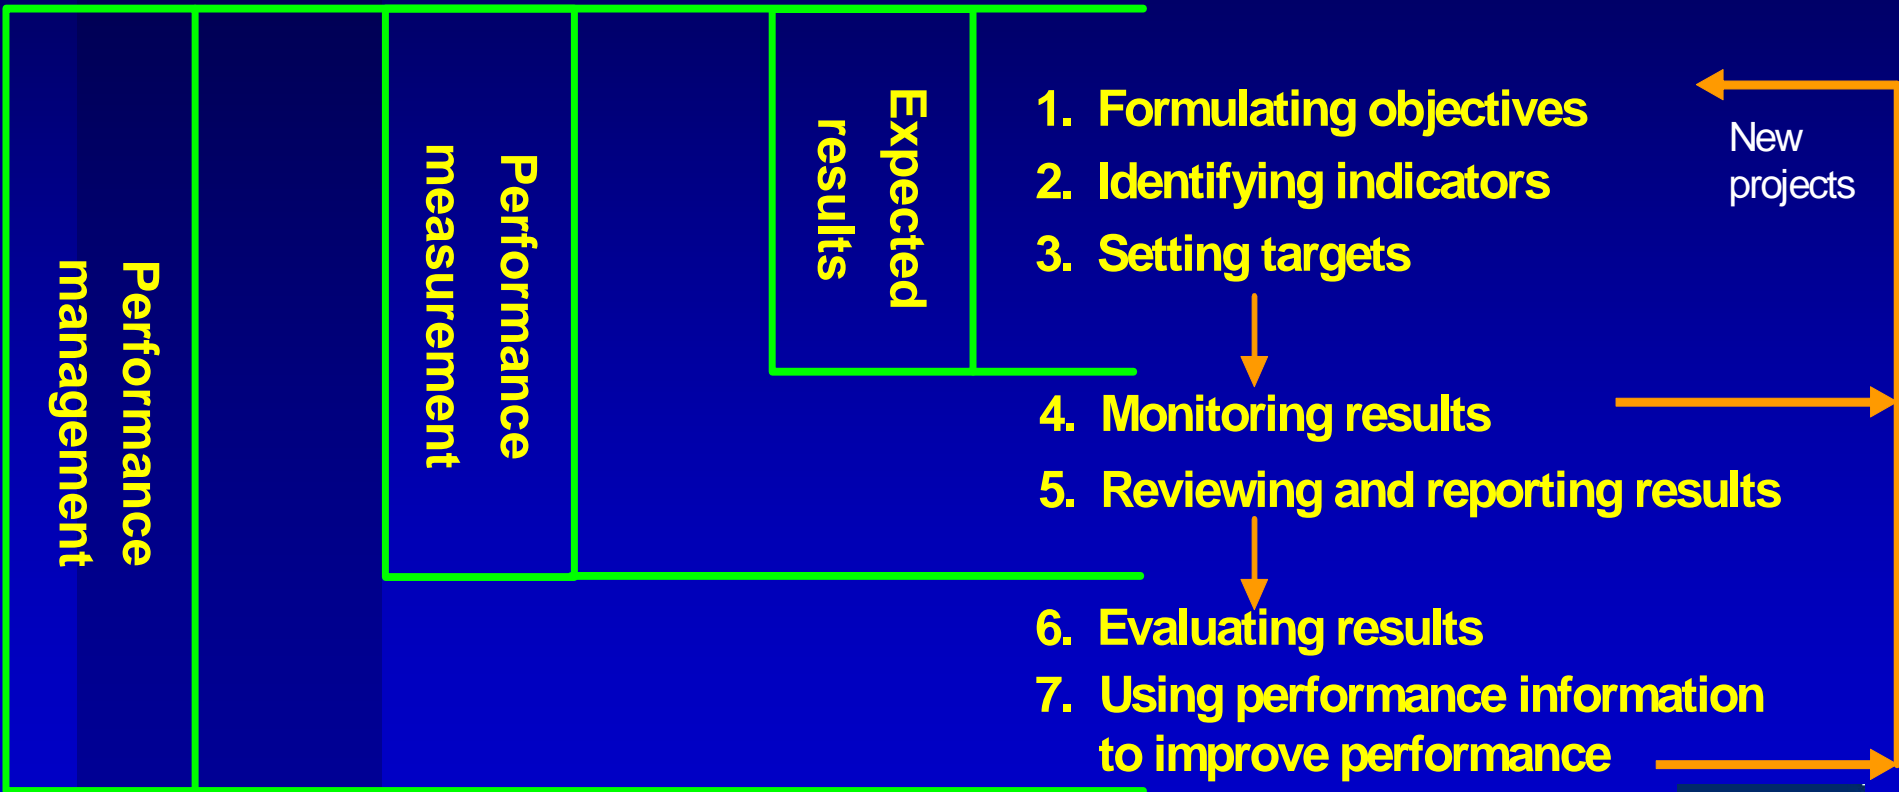 Performance
management
Performance
measurement
Expected
results
1. Formulating objectives
2. Identifying indicators
3. Setting targets
New
projects
4. Monitoring results
5. Reviewing and reporting results
6. Evaluating results
7. Using performance information
to improve performance